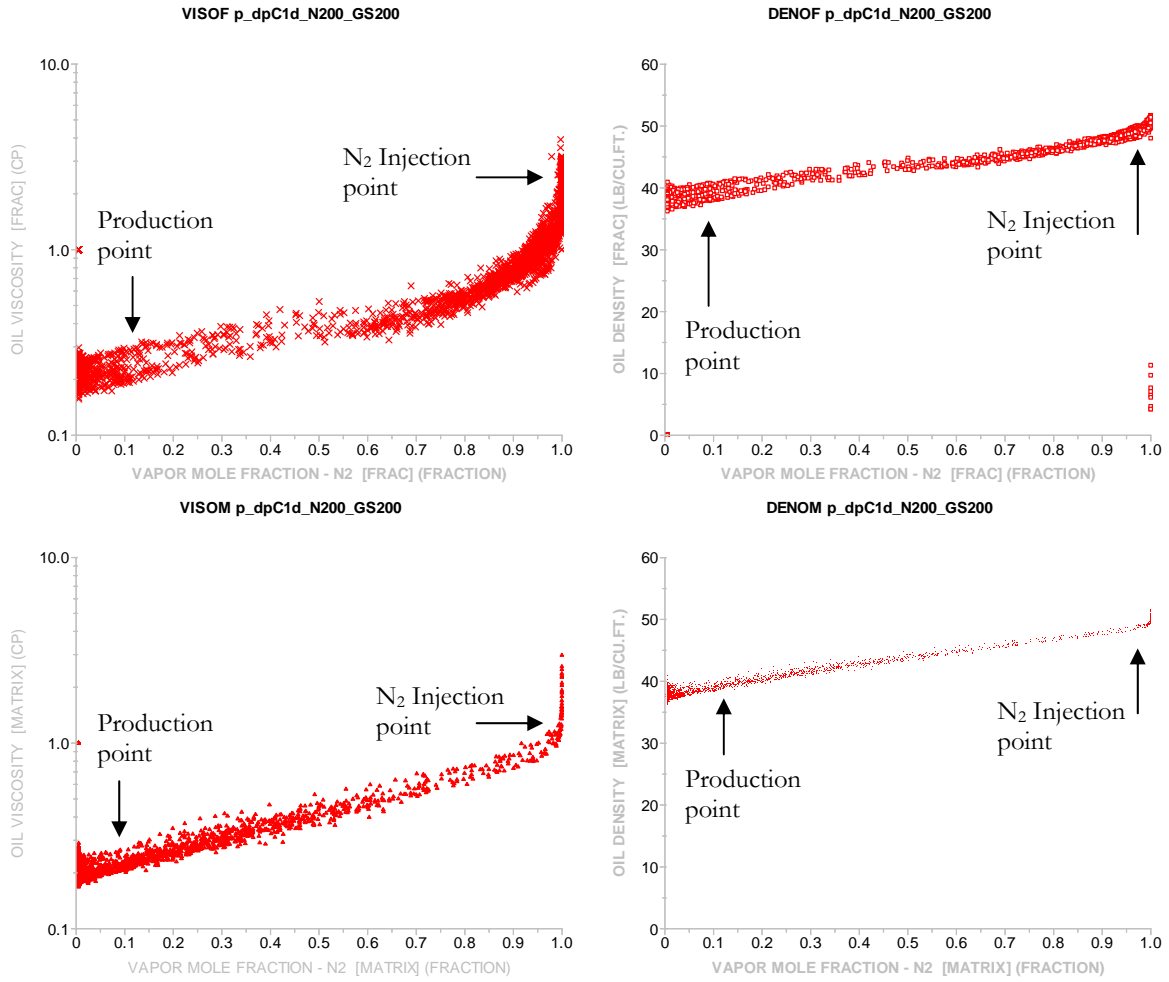 VISOF p_dpC1d_N200_GS200
10.0
1.0
0.1
OIL VISCOSITY [FRAC] (CP)
N2 Injection
point
Production
point
0 0.1 0.2 0.3 0.4 0.5 0.6 0.7 0.8 0.9 1.0
VAPOR MOLE FRACTION - N2 [FRAC] (FRACTION)
DENOF p_dpC1d_N200_GS200
60
50
40
30
20
10
0
OIL DENSITY [FRAC] (LB/CU.FT.)
N2 Injection
point
Production
point
0 0.1 0.2 0.3 0.4 0.5 0.6 0.7 0.8 0.9 1.0
VAPOR MOLE FRACTION - N2 [FRAC] (FRACTION)
VISOM p_dpC1d_N200_GS200
10.0
1.0
0.1
OIL VISCOSITY [MATRIX] (CP)
N2 Injection
point
Production
point
0 0.1 0.2 0.3 0.4 0.5 0.6 0.7 0.8 0.9 1.0
VAPOR MOLE FRACTION - N2 [MATRIX] (FRACTION)
DENOM p_dpC1d_N200_GS200
60
50
40
30
20
10
0
OIL DENSITY [MATRIX] (LB/CU.FT.)
N2 Injection
point
Production
point
0 0.1 0.2 0.3 0.4 0.5 0.6 0.7 0.8 0.9 1.0
VAPOR MOLE FRACTION - N2 [MATRIX] (FRACTION)